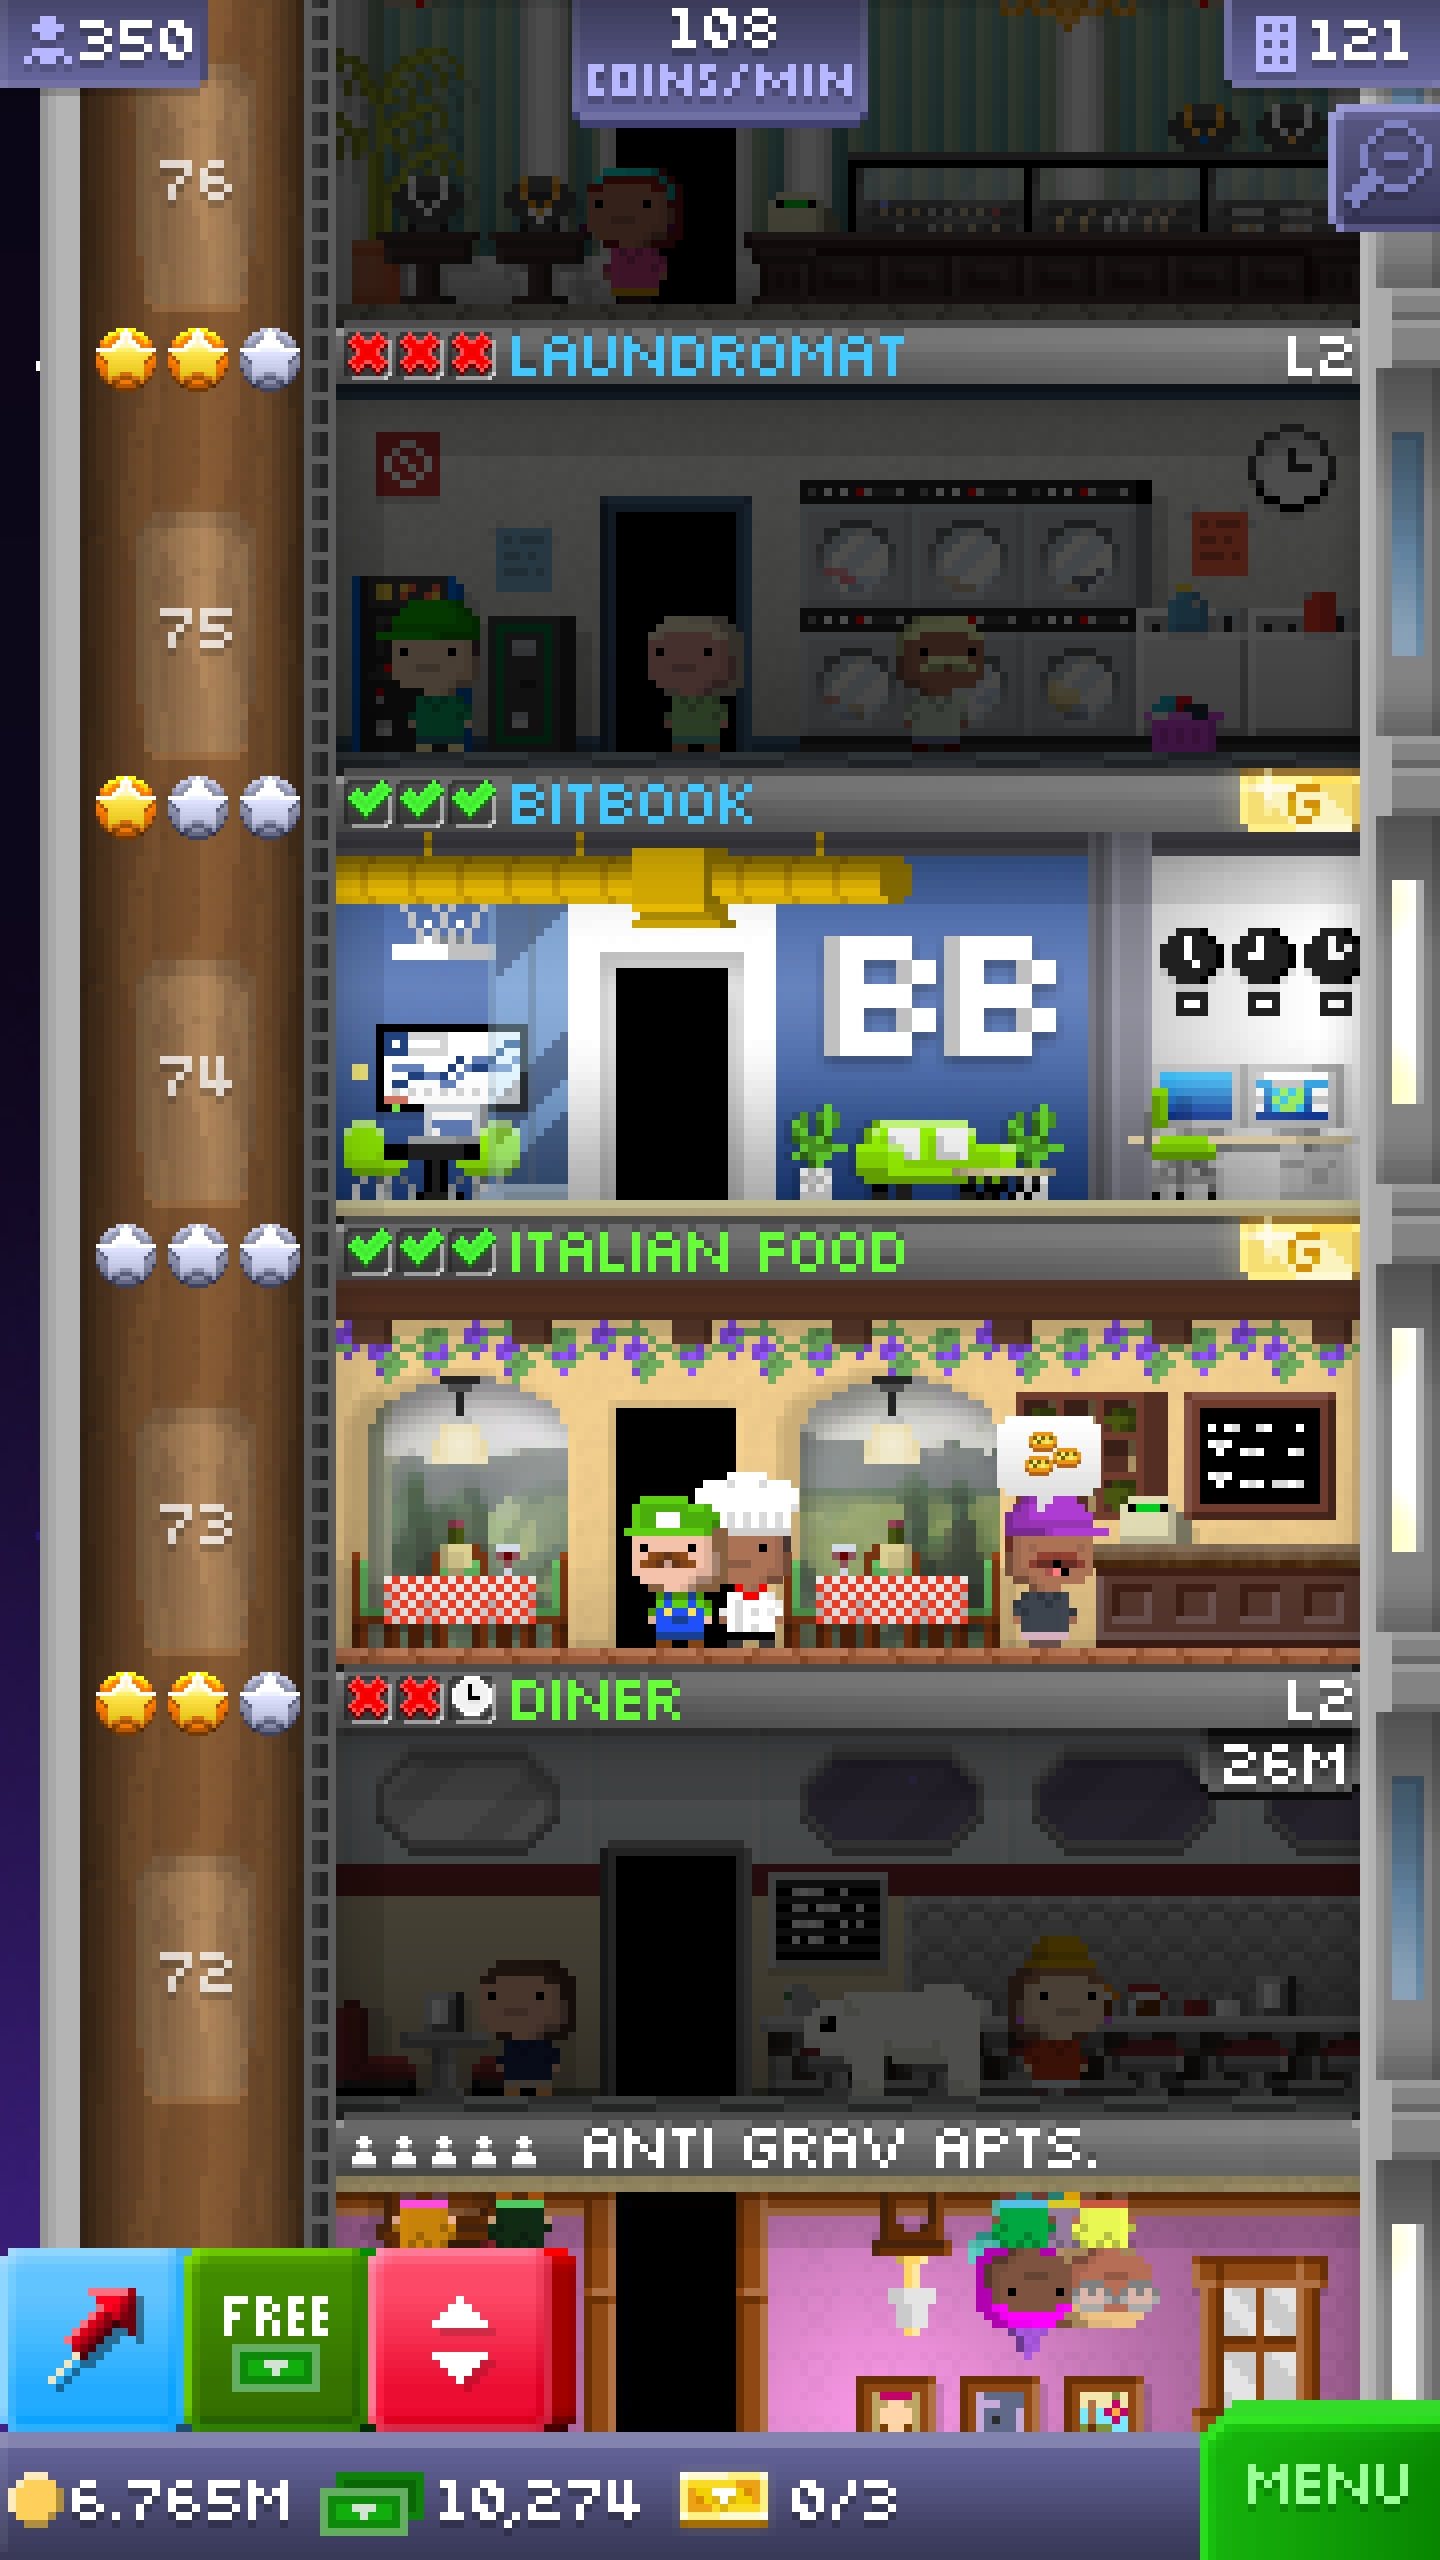 350
108
COINS/MIN
121
76
LAUNDROMAT L2
75
BITBOOK G
BB
74
ITALIAN FOOD G
73
DINER L2
26M
72
ANTI GRAV APTS.
FREE
6.765M 10,274 0/3
MENU